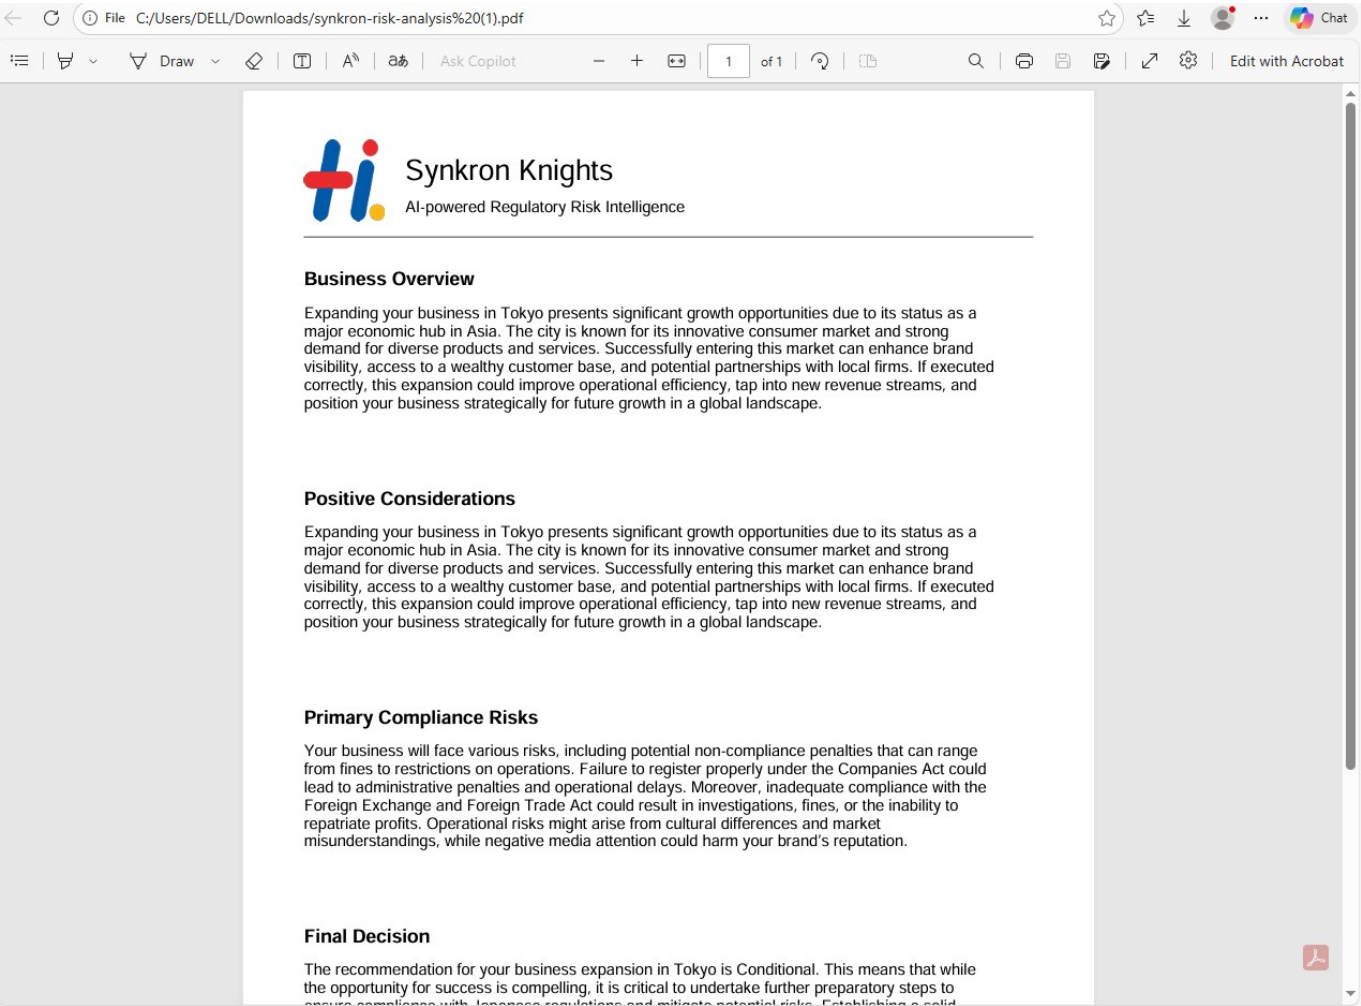 File C:/Users/DELL/Downloads/synkron-risk-analysis%20(1).pdf
Chat
Draw
T
A
aあ
Ask Copilot
1 of 1
Edit with Acrobat
Hi.
Synkron Knights
AI-powered Regulatory Risk Intelligence
Business Overview
Expanding your business in Tokyo presents significant growth opportunities due to its status as a
major economic hub in Asia. The city is known for its innovative consumer market and strong
demand for diverse products and services. Successfully entering this market can enhance brand
visibility, access to a wealthy customer base, and potential partnerships with local firms. If executed
correctly, this expansion could improve operational efficiency, tap into new revenue streams, and
position your business strategically for future growth in a global landscape.
Positive Considerations
Expanding your business in Tokyo presents significant growth opportunities due to its status as a
major economic hub in Asia. The city is known for its innovative consumer market and strong
demand for diverse products and services. Successfully entering this market can enhance brand
visibility, access to a wealthy customer base, and potential partnerships with local firms. If executed
correctly, this expansion could improve operational efficiency, tap into new revenue streams, and
position your business strategically for future growth in a global landscape.
Primary Compliance Risks
Your business will face various risks, including potential non-compliance penalties that can range
from fines to restrictions on operations. Failure to register properly under the Companies Act could
lead to administrative penalties and operational delays. Moreover, inadequate compliance with the
Foreign Exchange and Foreign Trade Act could result in investigations, fines, or the inability to
repatriate profits. Operational risks might arise from cultural differences and market
misunderstandings, while negative media attention could harm your brand's reputation.
Final Decision
The recommendation for your business expansion in Tokyo is Conditional. This means that while
the opportunity for success is compelling, it is critical to undertake further preparatory steps to
ensure compliance with Japanese regulations and mitigate potential risks. Establishing a solid